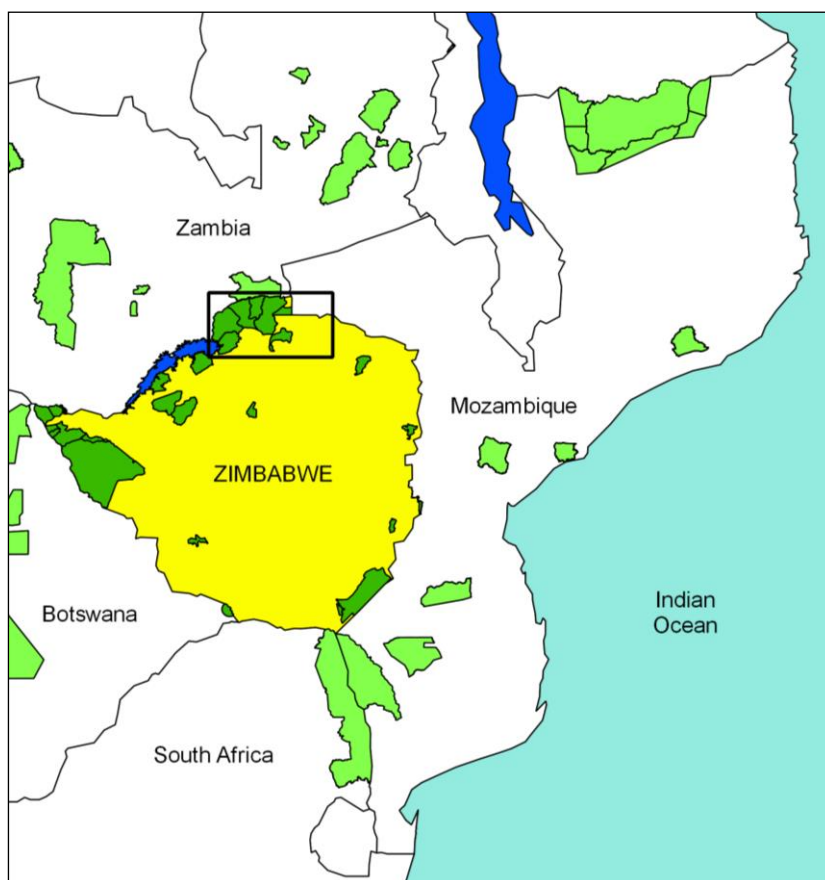 Zambia
Mozambique
ZIMBABWE
Botswana
Indian
Ocean
South Africa